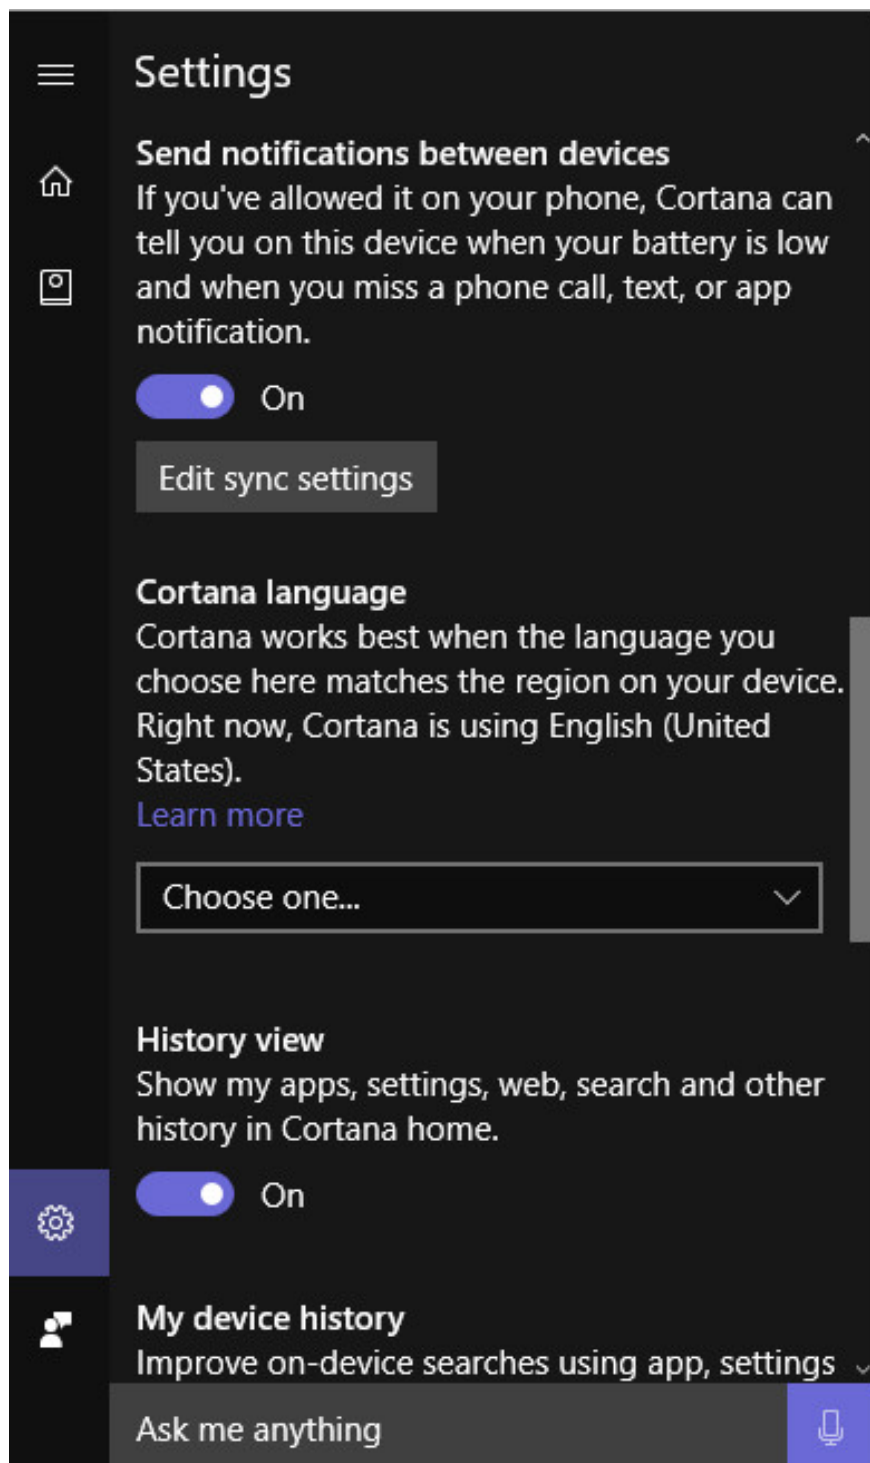 Settings
Send notifications between devices
If you've allowed it on your phone, Cortana can
tell you on this device when your battery is low
and when you miss a phone call, text, or app
notification.
On
Edit sync settings
Cortana language
Cortana works best when the language you
choose here matches the region on your device.
Right now, Cortana is using English (United
States).
Learn more
Choose one...
History view
Show my apps, settings, web, search and other
history in Cortana home.
On
My device history
Improve on-device searches using app, settings
Ask me anything